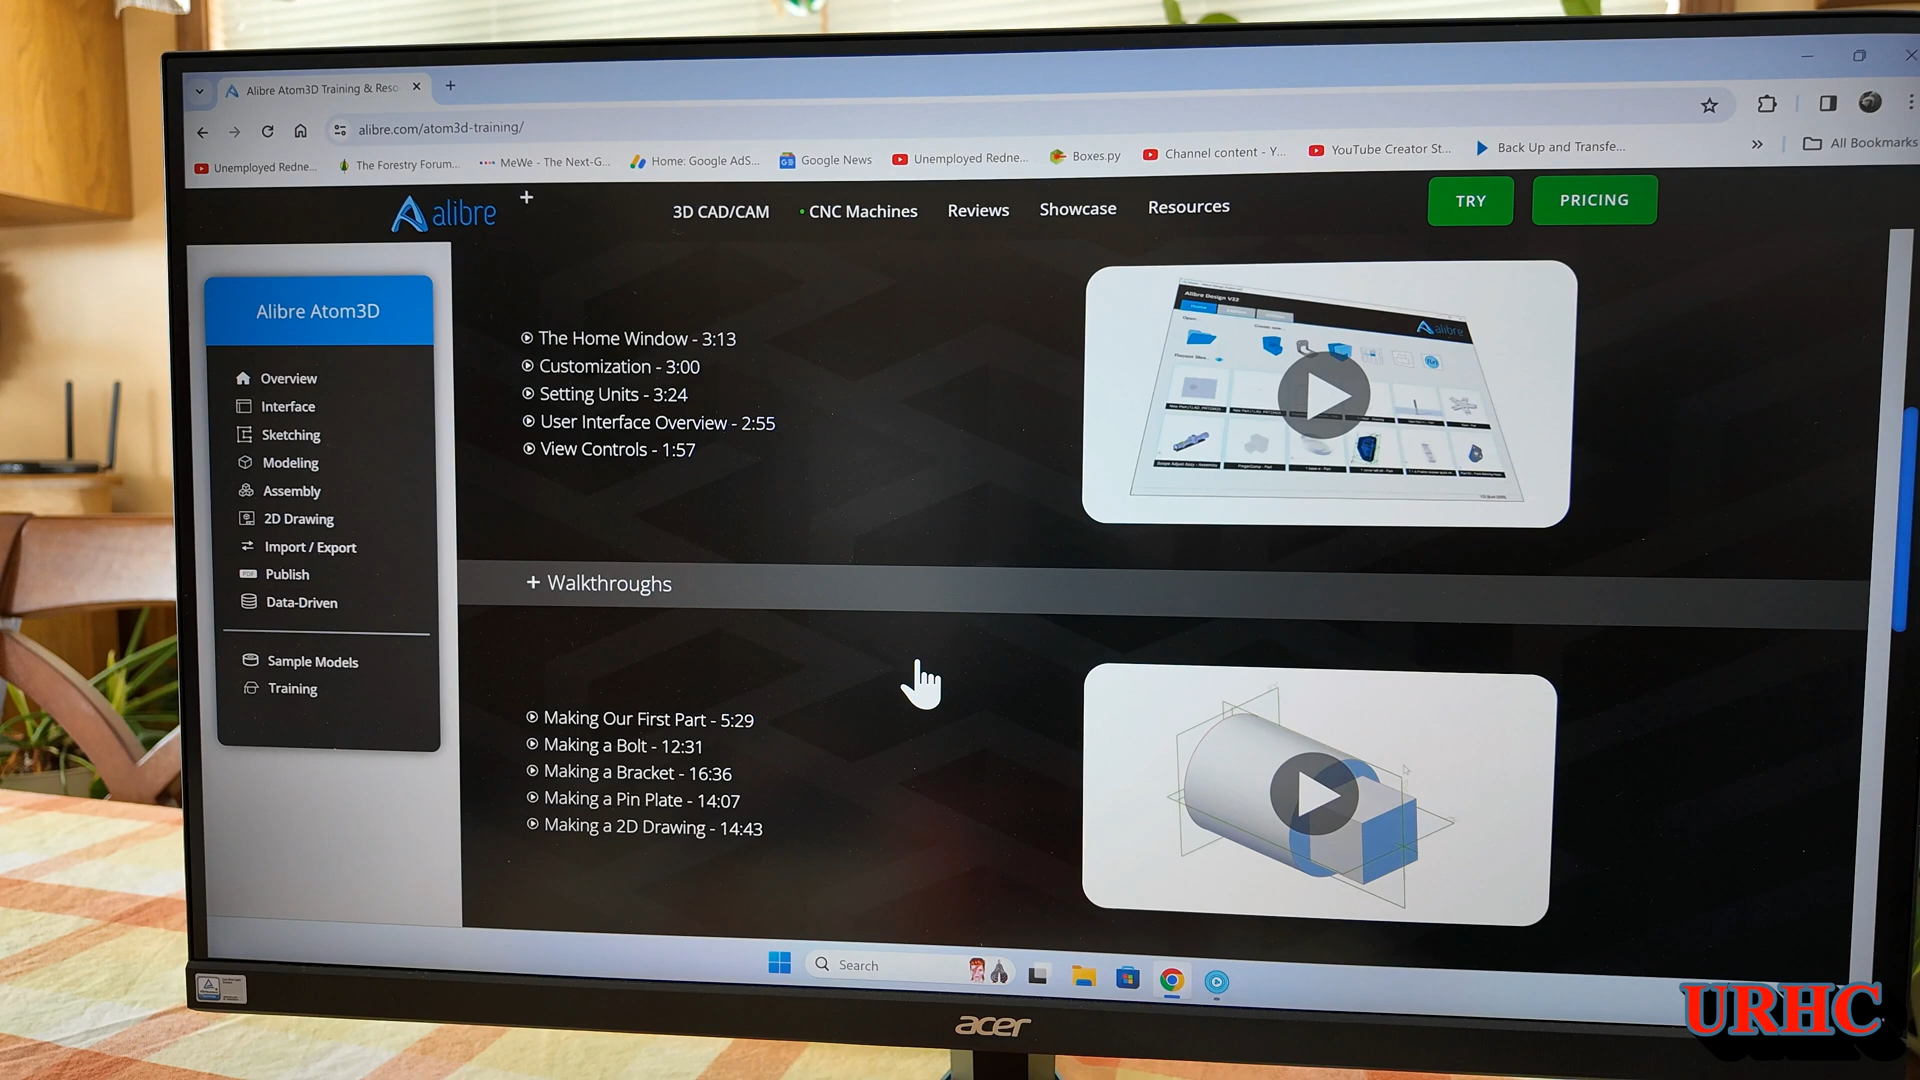 Alibre Atom3D Training & Reso
alibre.com/atom3d-training/
Unemployed Redne...
The Forestry Forum...
MeWe - The Next-G...
Home: Google AdS...
Google News
Unemployed Redne...
Boxes.py
Channel content - Y...
YouTube Creator St...
Back Up and Transfe...
All Bookmarks
alibre
3D CAD/CAM
CNC Machines
Reviews
Showcase
Resources
TRY
PRICING
Alibre Atom3D
Overview
Interface
Sketching
Modeling
Assembly
2D Drawing
Import / Export
Publish
Data-Driven
Sample Models
Training
The Home Window - 3:13
Customization - 3:00
Setting Units - 3:24
User Interface Overview - 2:55
View Controls - 1:57
Alibre Design V22
alibre
+ Walkthroughs
Making Our First Part - 5:29
Making a Bolt - 12:31
Making a Bracket - 16:36
Making a Pin Plate - 14:07
Making a 2D Drawing - 14:43
Search
acer
URHC